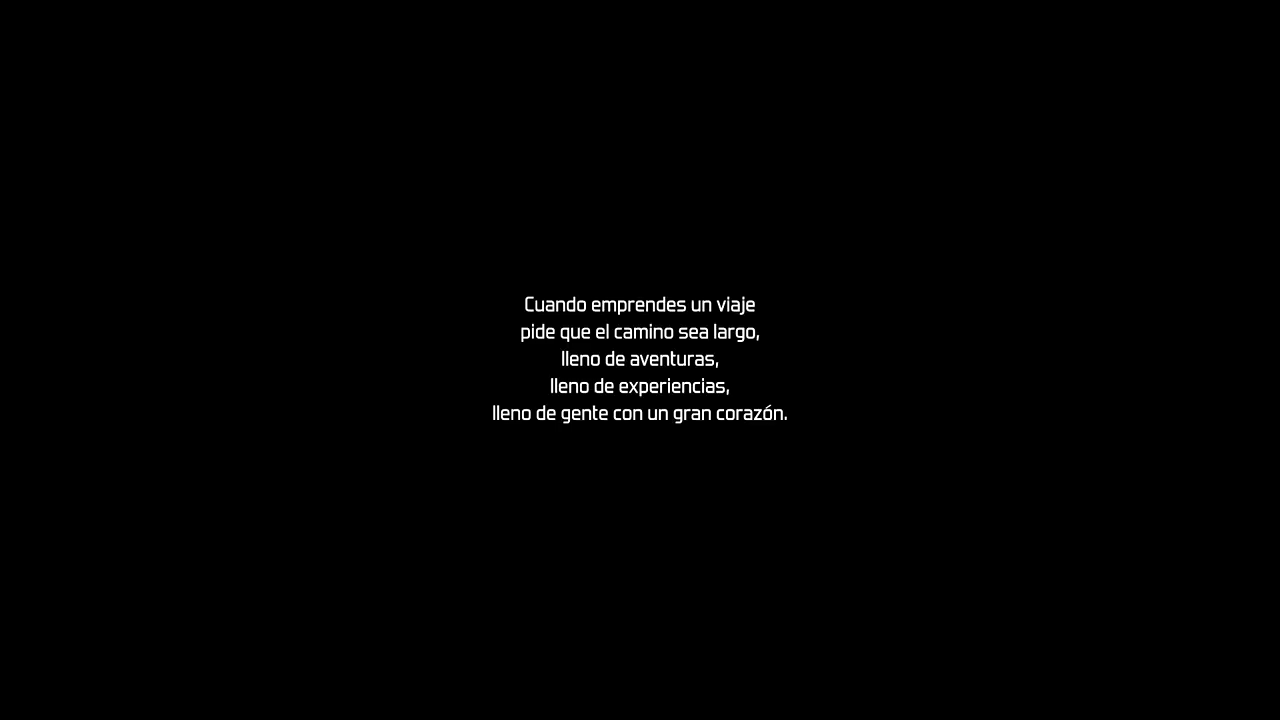 Cuando emprendes un viaje
pide que el camino sea largo,
lleno de aventuras,
lleno de experiencias,
lleno de gente con un gran corazón.